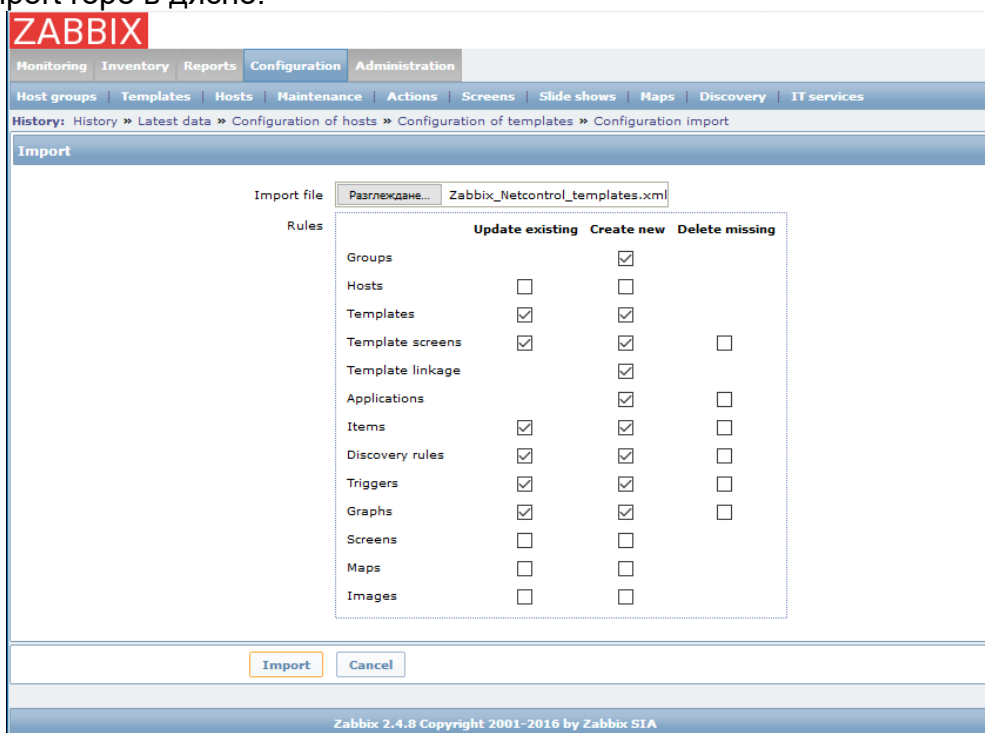 port горе в дясно.
ZABBIX
Monitoring Inventory Reports Configuration Administration
Host groups | Templates | Hosts | Maintenance | Actions | Screens | Slide shows | Maps | Discovery | IT services
History: History » Latest data » Configuration of hosts » Configuration of templates » Configuration import
Import
Import file Разглеждане... Zabbix_Netcontrol_templates.xml
Rules
Update existing Create new Delete missing
Groups
Hosts
Templates
Template screens
Template linkage
Applications
Items
Discovery rules
Triggers
Graphs
Screens
Maps
Images
Import Cancel
Zabbix 2.4.8 Copyright 2001-2016 by Zabbix SIA